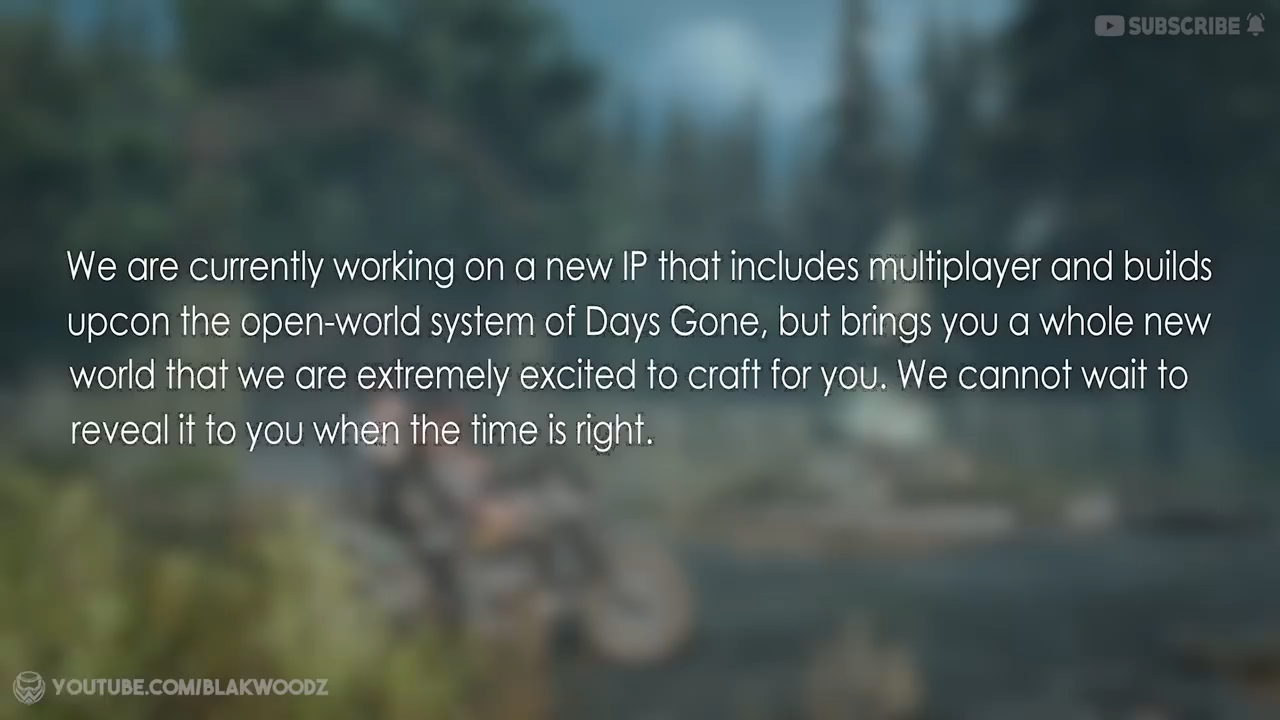 SUBSCRIBE
We are currently working on a new IP that includes multiplayer and builds
upcon the open-world system of Days Gone, but brings you a whole new
world that we are extremely excited to craft for you. We cannot wait to
reveal it to you when the time is right.
YOUTUBE.COM/BLAKWOODZ